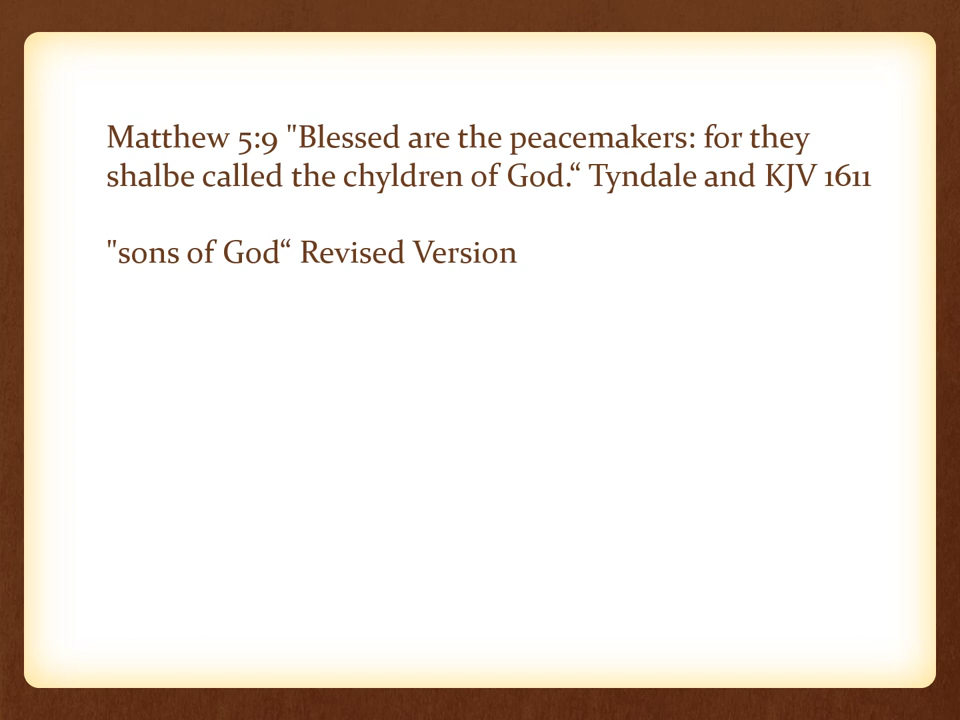 Matthew 5:9 "Blessed are the peacemakers: for they
shalbe called the chyldren of God.“ Tyndale and KJV 1611
"sons of God“ Revised Version